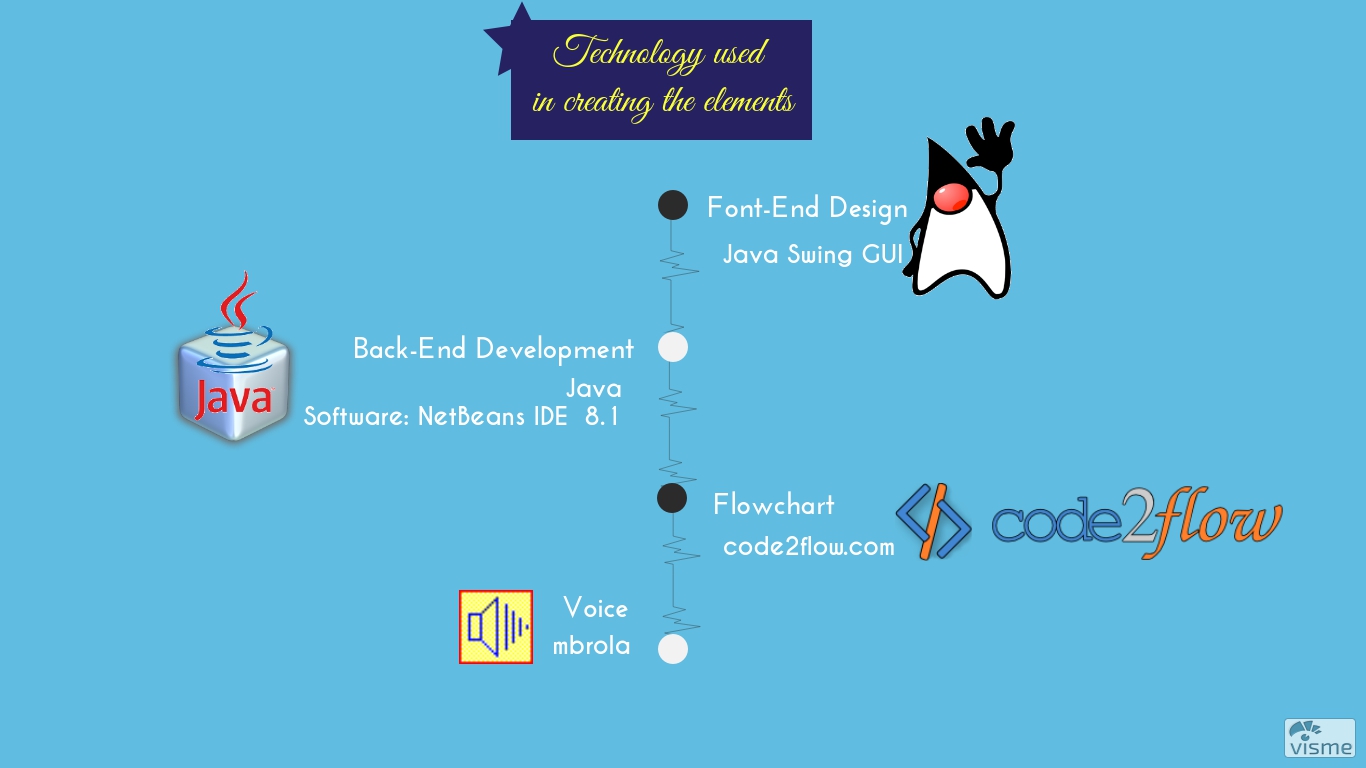 Technology used
in creating the elements
Font-End Design
Java Swing GUI
Java
Back-End Development
Java
Software: NetBeans IDE 8.1
Flowchart
code2flow.com
code2flow
Voice
mbrola
visme